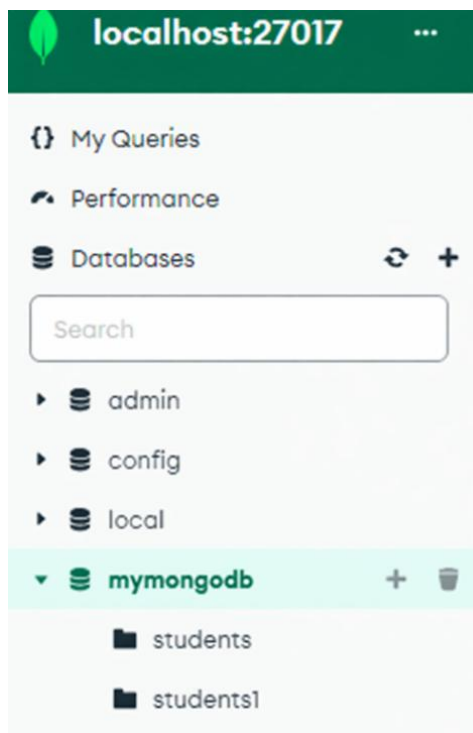 localhost:27017
My Queries
Performance
Databases
Search
admin
config
local
mymongodb
students
students1